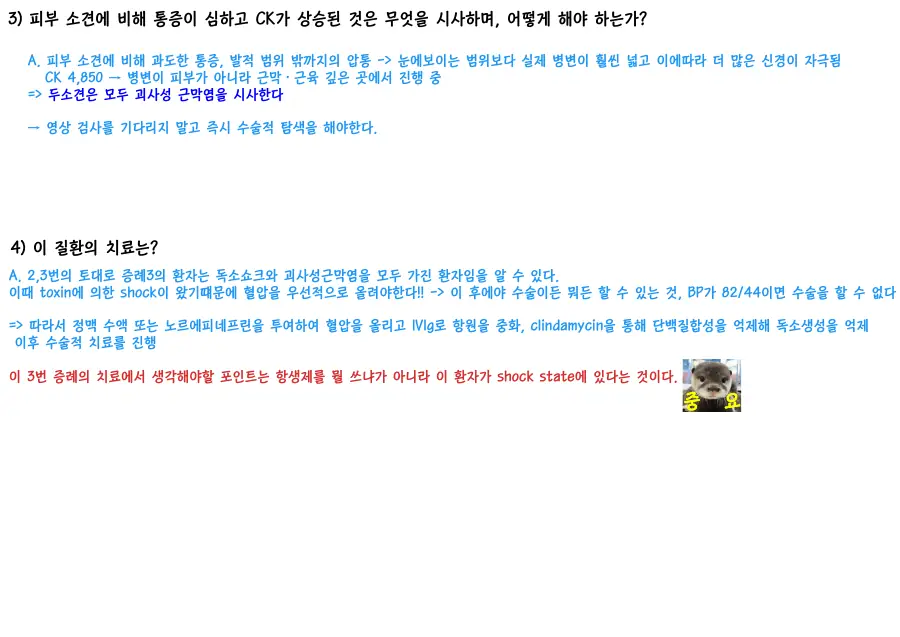 3) 피부 소견에 비해 통증이 심하고 CK가 상승된 것은 무엇을 시사하며, 어떻게 해야 하는가?
A. 피부 소견에 비해 과도한 통증, 발적 범위 밖까지의 압통 -> 눈에보이는 범위보다 실제 병변이 훨씬 넓고 이에따라 더 많은 신경이 자극됨
CK 4,850 → 병변이 피부가 아니라 근막·근육 깊은 곳에서 진행 중
=> 두소견은 모두 괴사성 근막염을 시사한다
→ 영상 검사를 기다리지 말고 즉시 수술적 탐색을 해야한다.
4) 이 질환의 치료는?
A. 2,3번의 토대로 증례3의 환자는 독소쇼크와 괴사성근막염을 모두 가진 환자임을 알 수 있다.
이때 toxin에 의한 shock이 왔기때문에 혈압을 우선적으로 올려야한다!! -> 이 후에야 수술이든 뭐든 할 수 있는 것, BP가 82/44이면 수술을 할 수 없다
=> 따라서 정맥 수액 또는 노르에피네프린을 투여하여 혈압을 올리고 IVIg로 항원을 중화, clindamycin을 통해 단백질합성을 억제해 독소생성을 억제
이후 수술적 치료를 진행
이 3번 증례의 치료에서 생각해야할 포인트는 항생제를 뭘 쓰냐가 아니라 이 환자가 shock state에 있다는 것이다.
중 요